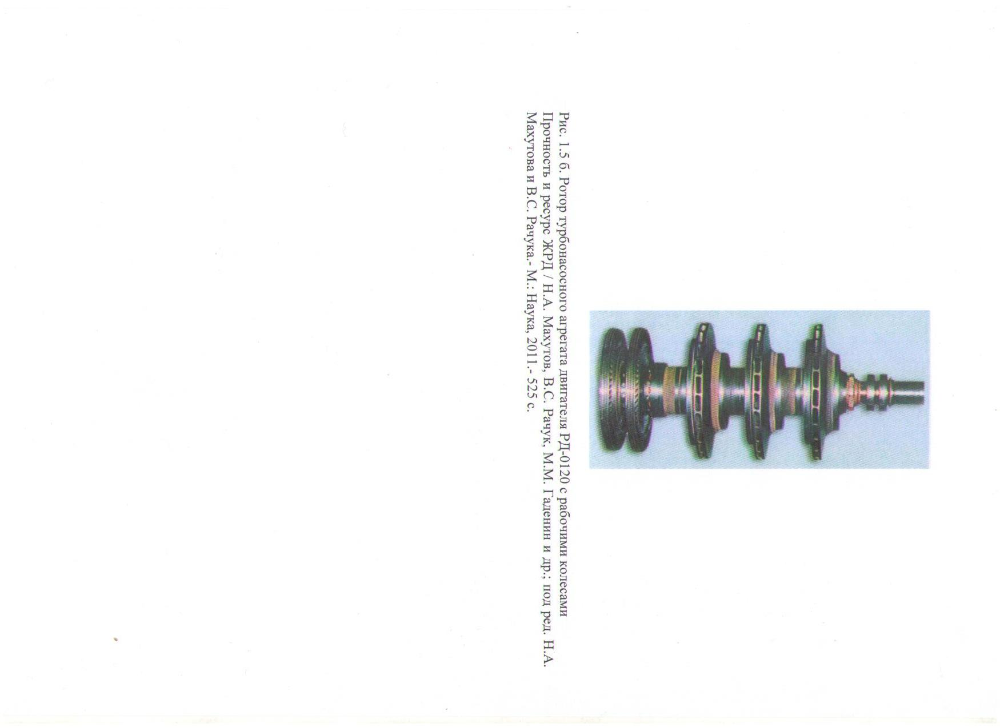 Рис. 1.5 б. Ротор турбонасосного агрегата двигателя РД-0120 с рабочими колесами
Прочность и ресурс ЖРД / Н.А. Махутов, В.С. Рачук, М.М. Гаденин и др.; под ред. Н.А.
Махутова и В.С. Рачука.- М.: Наука, 2011.- 525 с.